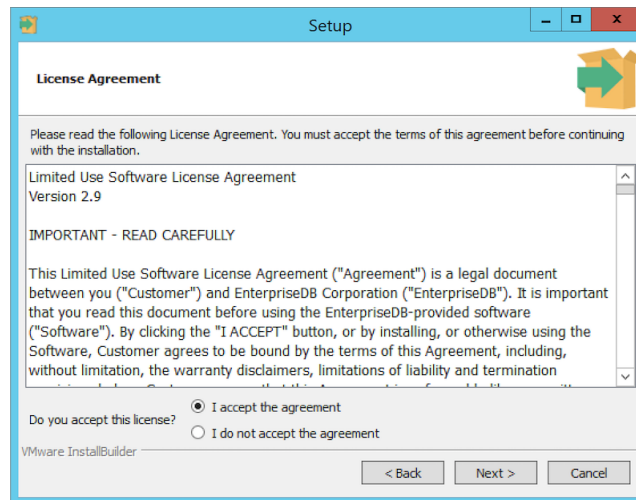 Setup
License Agreement
Please read the following License Agreement. You must accept the terms of this agreement before continuing
with the installation.
Limited Use Software License Agreement
Version 2.9
IMPORTANT - READ CAREFULLY
This Limited Use Software License Agreement ("Agreement") is a legal document
between you ("Customer") and EnterpriseDB Corporation ("EnterpriseDB"). It is important
that you read this document before using the EnterpriseDB-provided software
("Software"). By clicking the "I ACCEPT" button, or by installing, or otherwise using the
Software, Customer agrees to be bound by the terms of this Agreement, including,
without limitation, the warranty disclaimers, limitations of liability and termination
Do you accept this license?
I accept the agreement
I do not accept the agreement
VMware InstallBuilder
< Back Next > Cancel